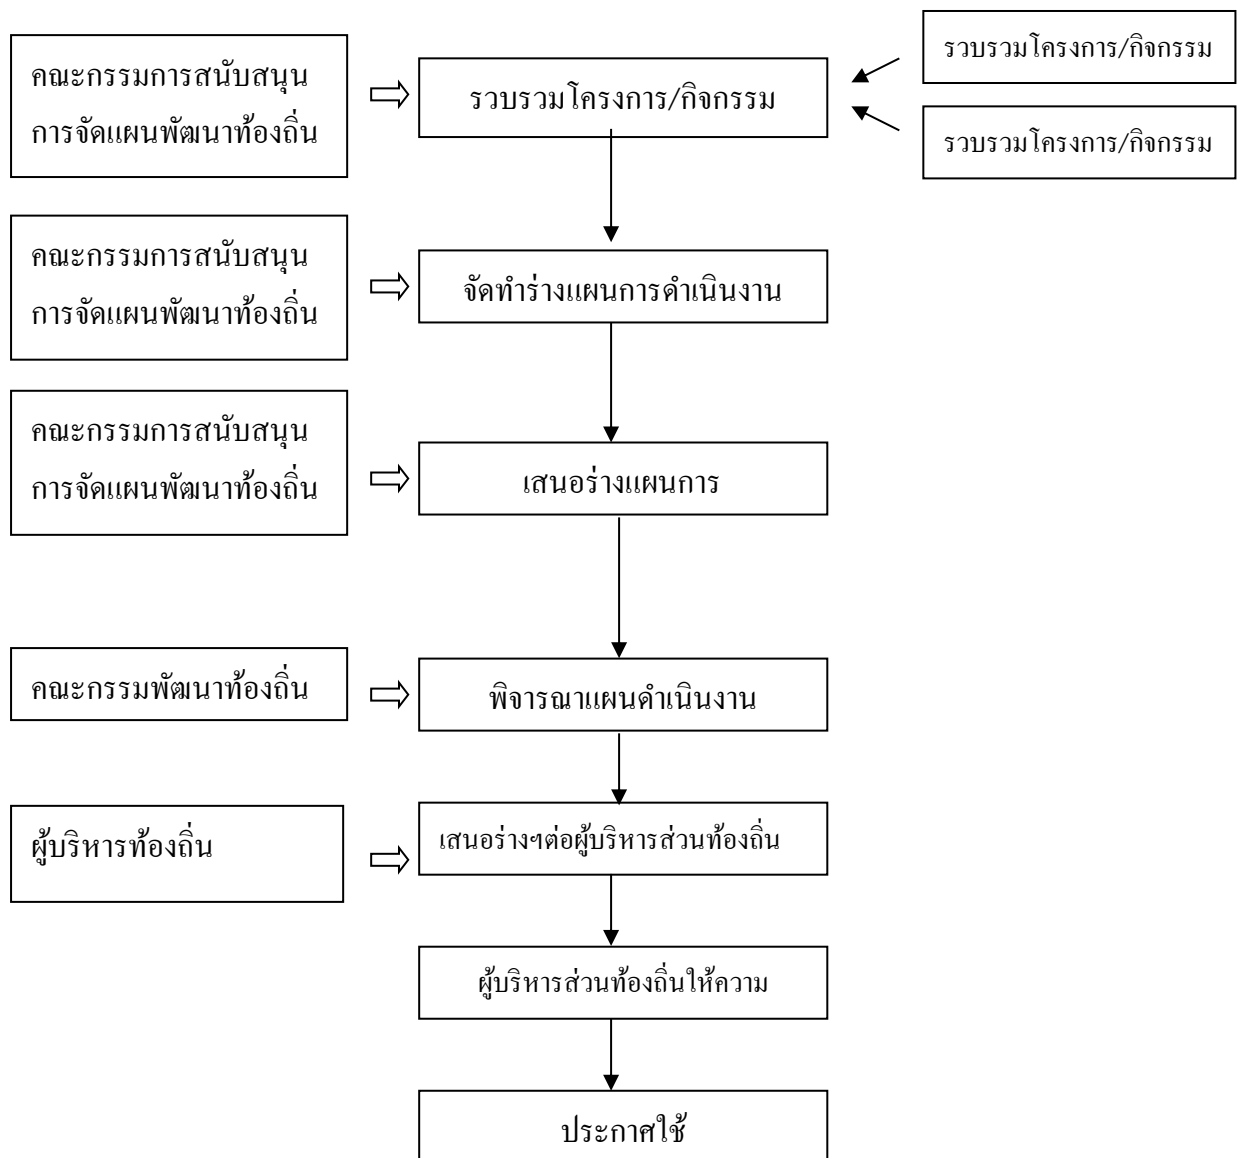 คณะกรรมการสนับสนุน
การจัดแผนพัฒนาท้องถิ่น
รวบรวมโครงการ/กิจกรรม
รวบรวมโครงการ/กิจกรรม
รวบรวมโครงการ/กิจกรรม
คณะกรรมการสนับสนุน
การจัดแผนพัฒนาท้องถิ่น
จัดทำร่างแผนการดำเนินงาน
คณะกรรมการสนับสนุน
การจัดแผนพัฒนาท้องถิ่น
เสนอร่างแผนการ
คณะกรรมพัฒนาท้องถิ่น
พิจารณาแผนดำเนินงาน
ผู้บริหารท้องถิ่น
เสนอร่างฯต่อผู้บริหารส่วนท้องถิ่น
ผู้บริหารส่วนท้องถิ่นให้ความ
ประกาศใช้